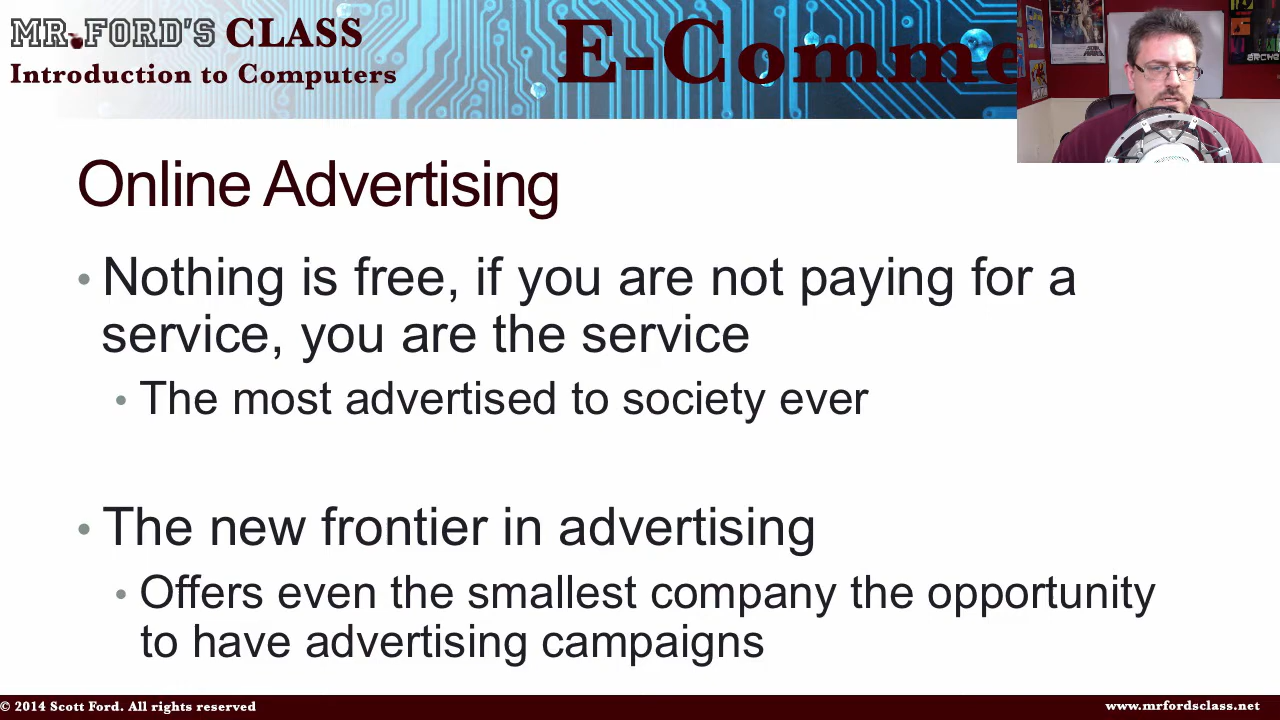 MR. FORD'S CLASS
Introduction to Computers
E-Comme
Online Advertising
• Nothing is free, if you are not paying for a
service, you are the service
• The most advertised to society ever
• The new frontier in advertising
• Offers even the smallest company the opportunity
to have advertising campaigns
© 2014 Scott Ford. All rights reserved
www.mrfordsclass.net